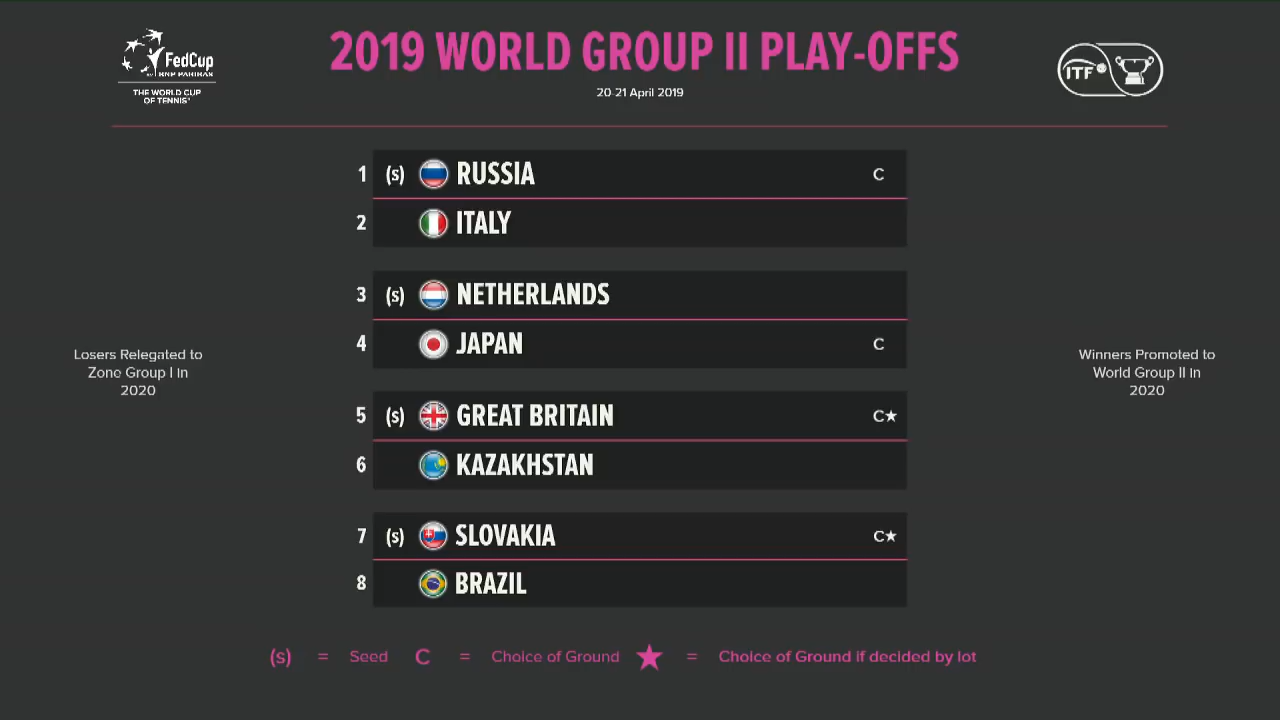 FedCup
BY BNP PARIBAS
THE WORLD CUP
OF TENNIS®
2019 WORLD GROUP II PLAY-OFFS
20-21 April 2019
ITF
1 (s) RUSSIA C
2 ITALY
3 (s) NETHERLANDS
4 JAPAN C
5 (s) GREAT BRITAIN C★
6 KAZAKHSTAN
7 (s) SLOVAKIA C★
8 BRAZIL
Losers Relegated to
Zone Group I in
2020
Winners Promoted to
World Group II in
2020
(s) = Seed C = Choice of Ground ★ = Choice of Ground if decided by lot